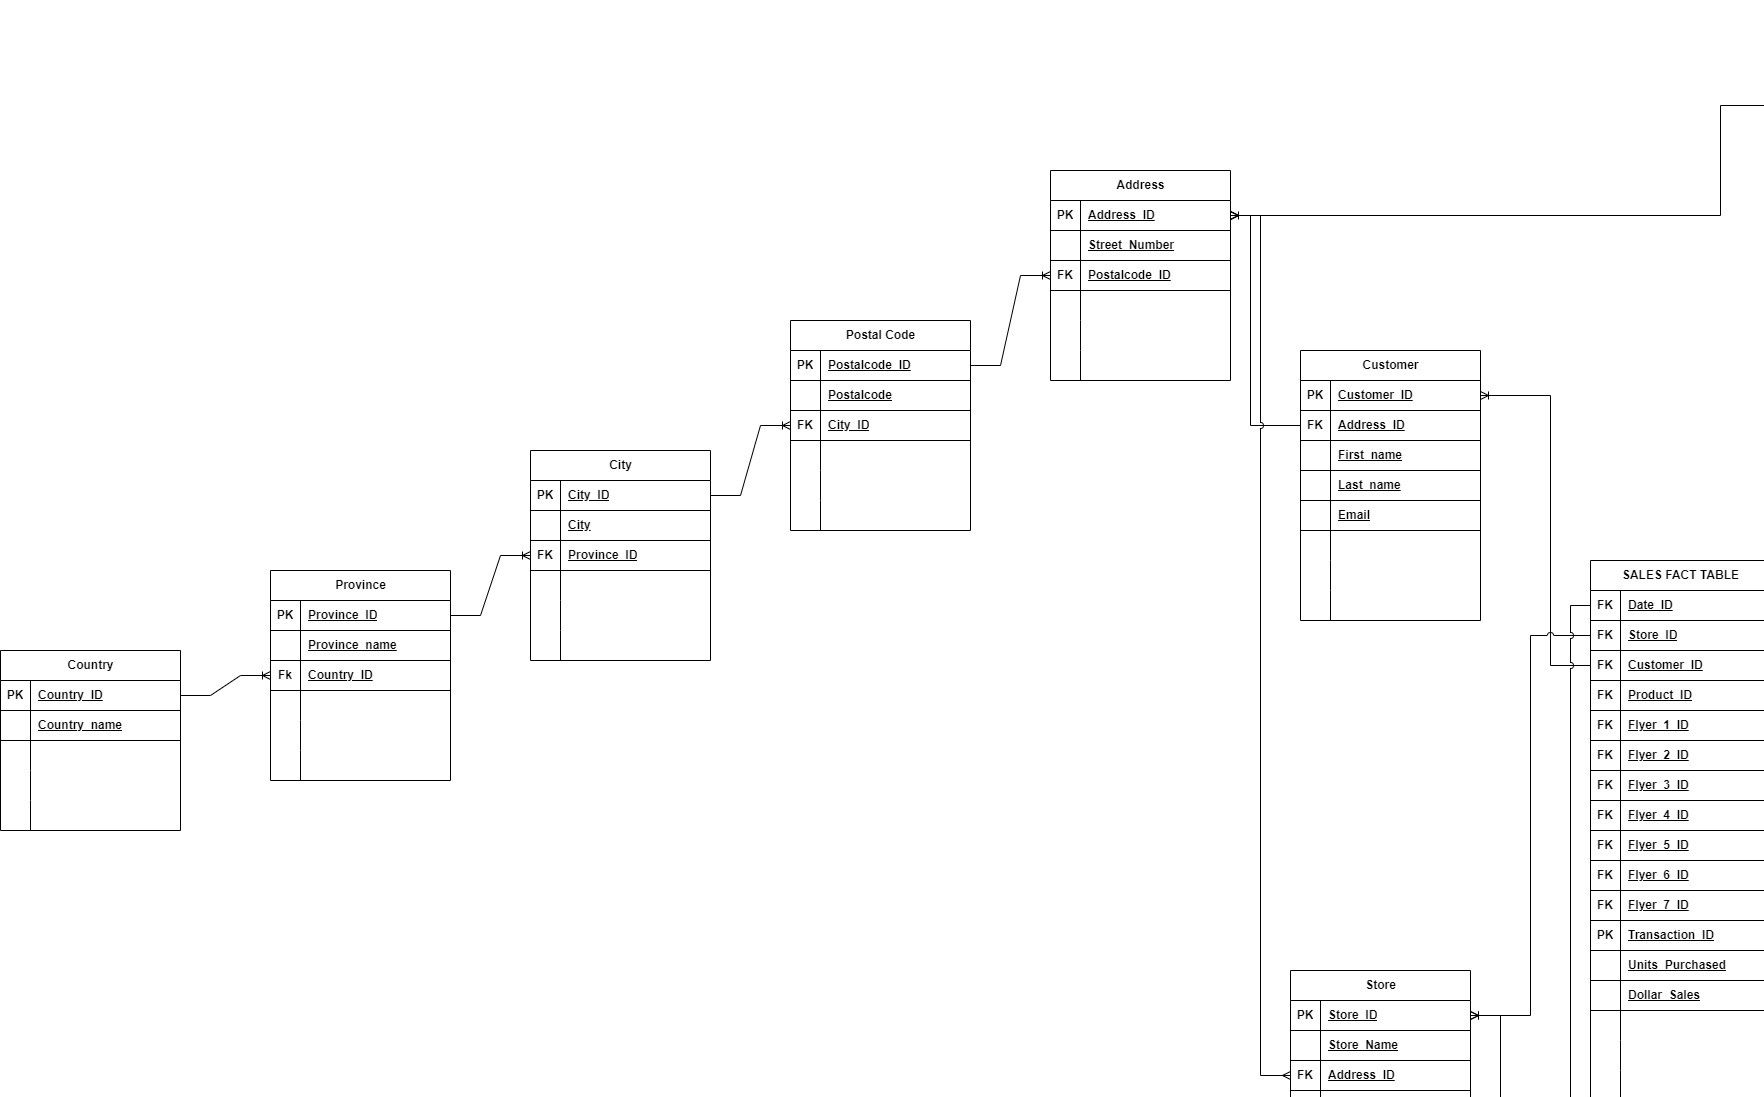 Address
PK Address_ID
Street_Number
FK Postalcode_ID
Postal Code
PK Postalcode_ID
Postalcode
FK City_ID
City
PK City_ID
City
FK Province_ID
Province
PK Province_ID
Province_name
Fk Country_ID
Country
PK Country_ID
Country_name
Customer
PK Customer_ID
FK Address_ID
First_name
Last_name
Email
SALES FACT TABLE
FK Date_ID
FK Store_ID
FK Customer_ID
FK Product_ID
FK Flyer_1_ID
FK Flyer_2_ID
FK Flyer_3_ID
FK Flyer_4_ID
FK Flyer_5_ID
FK Flyer_6_ID
FK Flyer_7_ID
PK Transaction_ID
Units_Purchased
Dollar_Sales
Store
PK Store_ID
Store_Name
FK Address_ID